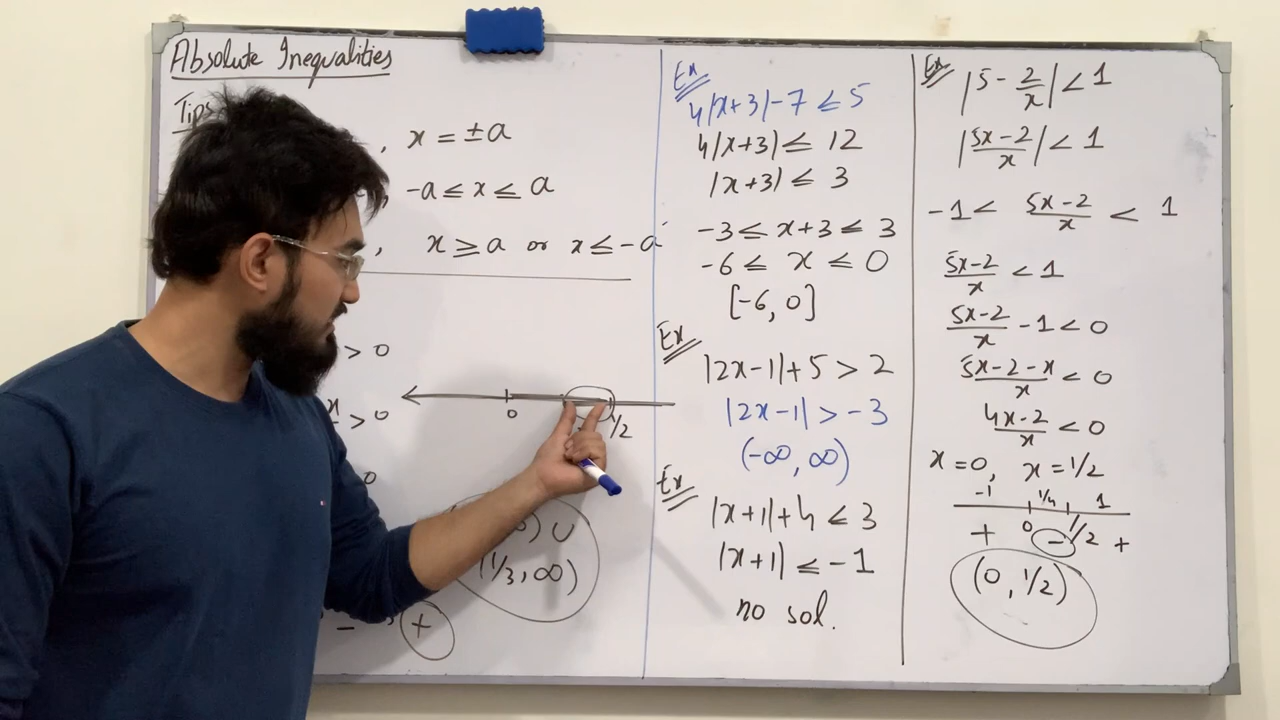 Absolute Inequalities
Tips
, x = ±a
, -a ≤ x ≤ a
, x ≥ a or x ≤ -a
> 0
x > 0
0
0 1/2
) ∪
(1/3, ∞)
- +
Ex
4|x+3|-7 ≤ 5
4|x+3| ≤ 12
|x+3| ≤ 3
-3 ≤ x+3 ≤ 3
-6 ≤ x ≤ 0
[-6, 0]
Ex
|2x-1|+5 > 2
|2x-1| > -3
(-∞, ∞)
Ex
|x+1|+4 ≤ 3
|x+1| ≤ -1
no sol.
Ex
|5 - 2/x| < 1
|5x-2/x| < 1
-1 < 5x-2/x < 1
5x-2/x < 1
5x-2/x - 1 < 0
5x-2-x/x < 0
4x-2/x < 0
x=0, x=1/2
-1 1/4 1
+ 0 - 1/2 +
(0, 1/2)